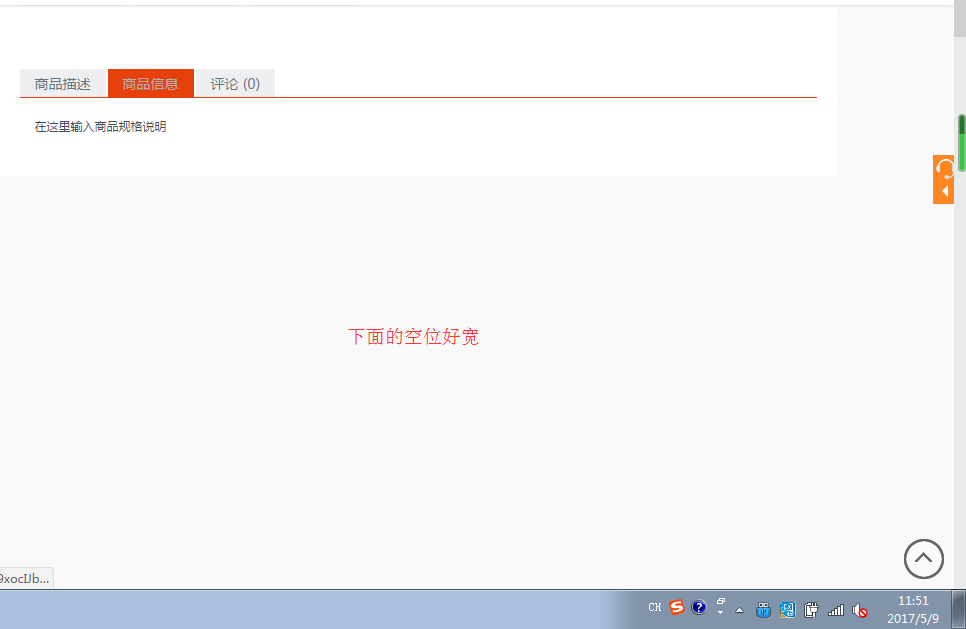 商品描述
商品信息
评论 (0)
在这里输入商品规格说明
下面的空位好宽
9xocIJb...
CH
11:51
2017/5/9